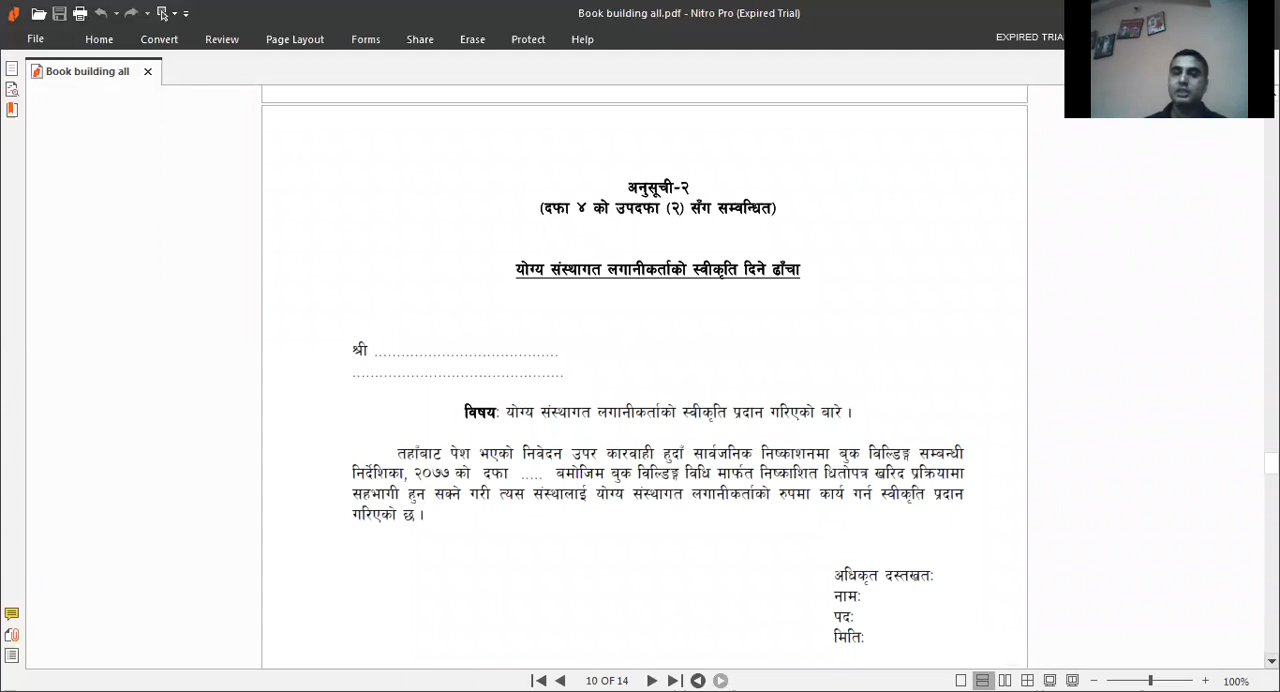 Book building all.pdf - Nitro Pro (Expired Trial)
File Home Convert Review Page Layout Forms Share Erase Protect Help
EXPIRED TRIA
Book building all
अनुसूची-२
(दफा ४ को उपदफा (२) सँग सम्वन्धित)
योग्य संस्थागत लगानीकर्ताको स्वीकृति दिने ढाँचा
श्री ........................................
..............................................
विषय: योग्य संस्थागत लगानीकर्ताको स्वीकृति प्रदान गरिएको बारे ।
तहाँबाट पेश भएको निवेदन उपर कारबाही हुदाँ सार्वजनिक निष्काशनमा बुक विल्डिङ्ग सम्बन्धी
निर्देशिका, २०७७ को दफा ..... बमोजिम बुक विल्डिङ्ग विधि मार्फत निष्काशित धितोपत्र खरिद प्रक्रियामा
सहभागी हुन सक्ने गरी त्यस संस्थालाई योग्य संस्थागत लगानीकर्ताको रुपमा कार्य गर्न स्वीकृति प्रदान
गरिएको छ ।
अधिकृत दस्तखत:
नाम:
पद:
मिति:
10 OF 14
100%